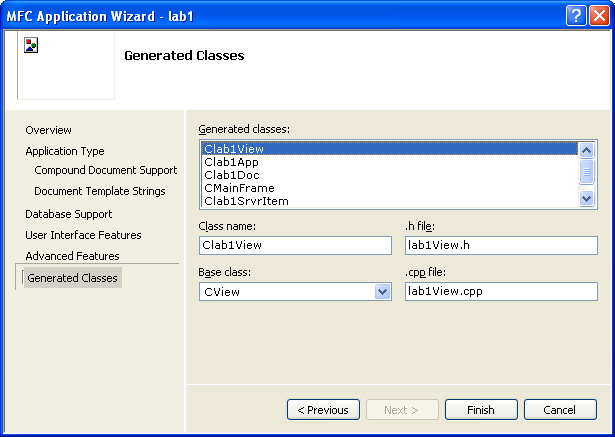 MFC Application Wizard - lab1
Generated Classes
Overview
Application Type
Compound Document Support
Document Template Strings
Database Support
User Interface Features
Advanced Features
Generated Classes
Generated classes:
Clab1View
Clab1App
Clab1Doc
CMainFrame
Clab1SrvrItem
Class name:
.h file:
Clab1View
lab1View.h
Base class:
.cpp file:
CView
lab1View.cpp
< Previous
Next >
Finish
Cancel